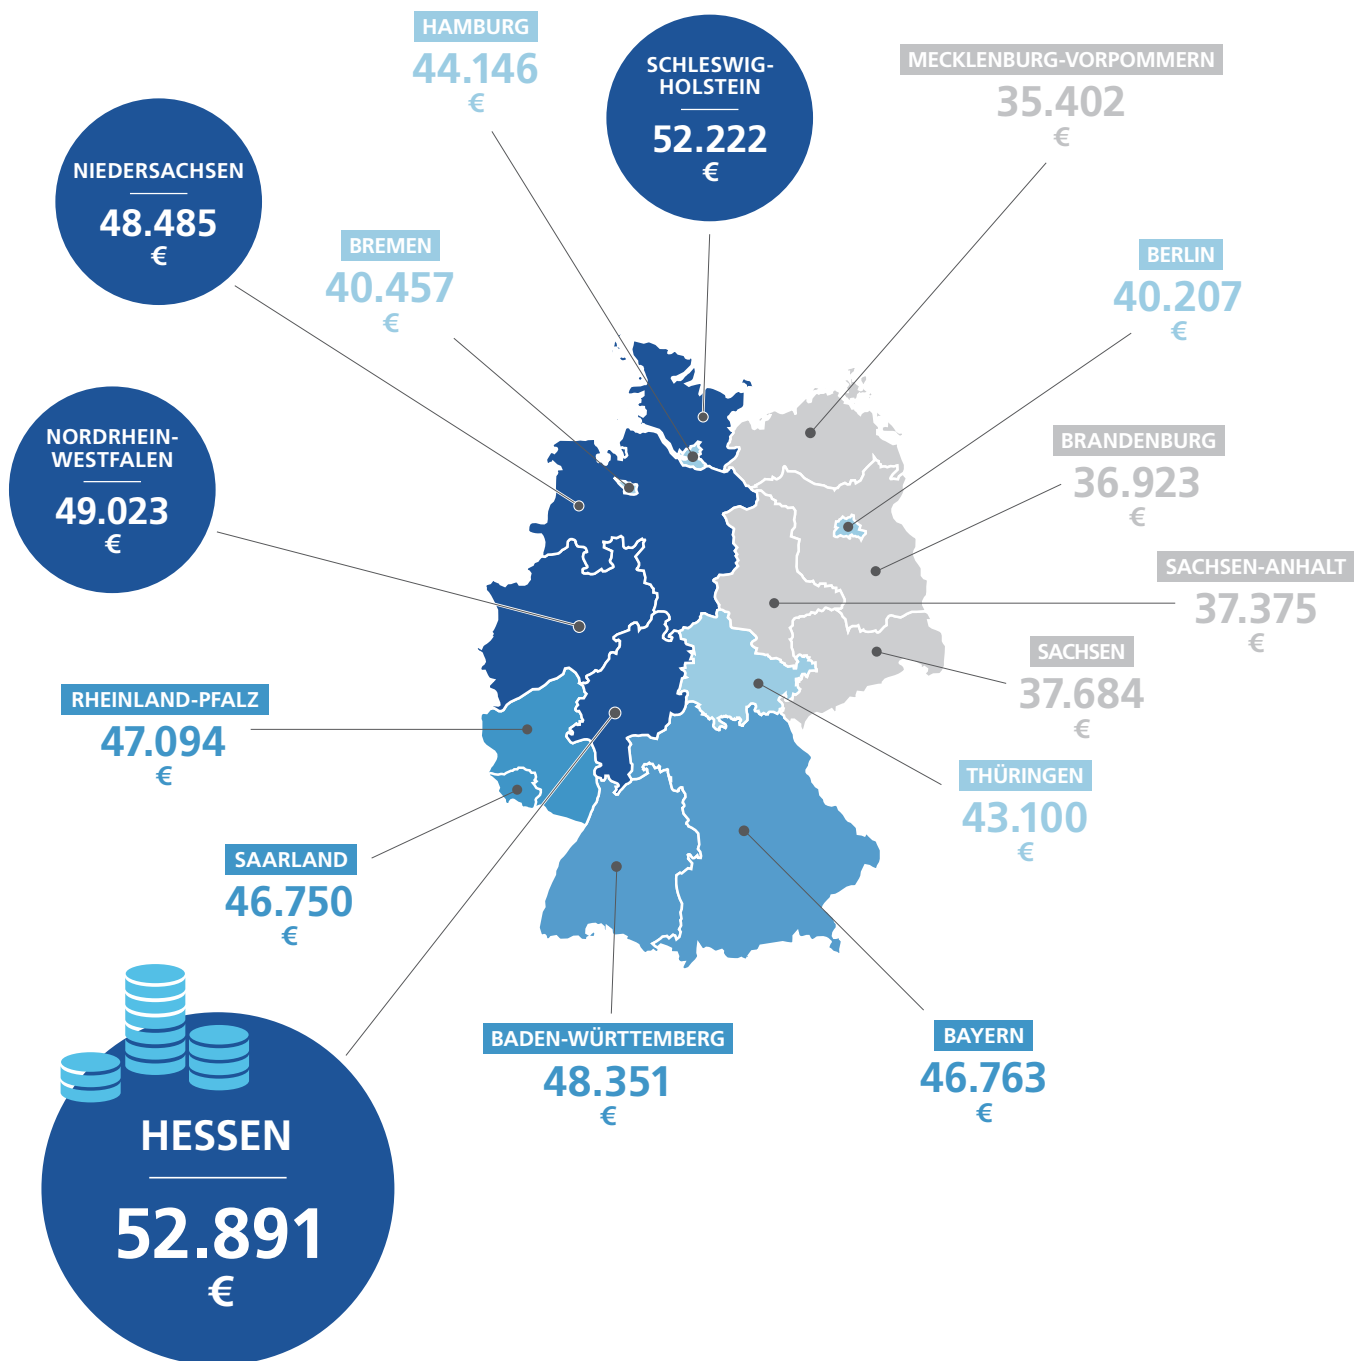 HAMBURG
44.146
€
SCHLESWIG-
HOLSTEIN
52.222
€
MECKLENBURG-VORPOMMERN
35.402
€
NIEDERSACHSEN
48.485
€
BREMEN
40.457
€
BERLIN
40.207
€
NORDRHEIN-
WESTFALEN
49.023
€
BRANDENBURG
36.923
€
SACHSEN-ANHALT
37.375
€
SACHSEN
37.684
€
RHEINLAND-PFALZ
47.094
€
THÜRINGEN
43.100
€
SAARLAND
46.750
€
BADEN-WÜRTTEMBERG
48.351
€
BAYERN
46.763
€
HESSEN
52.891
€